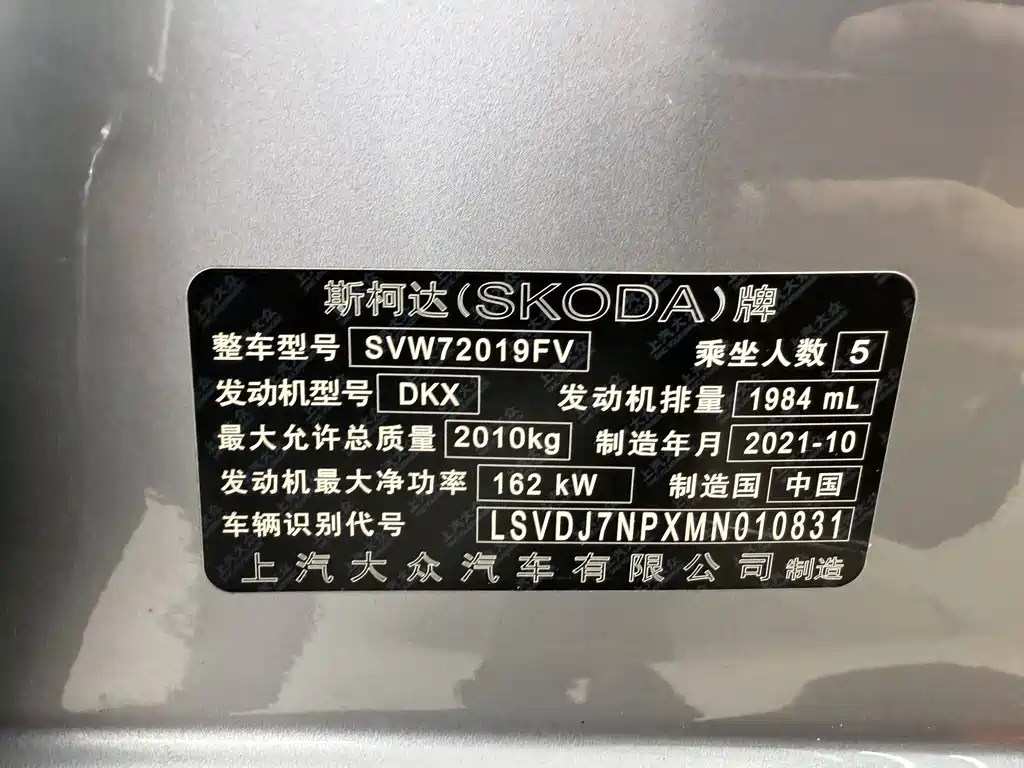 斯柯达(SKODA)牌
整车型号 SVW72019FV 乘坐人数 5
发动机型号 DKX 发动机排量 1984 mL
最大允许总质量 2010kg 制造年月 2021-10
发动机最大净功率 162 kW 制造国 中国
车辆识别代号 LSVDJ7NPXMN010831
上汽大众汽车有限公司 制造